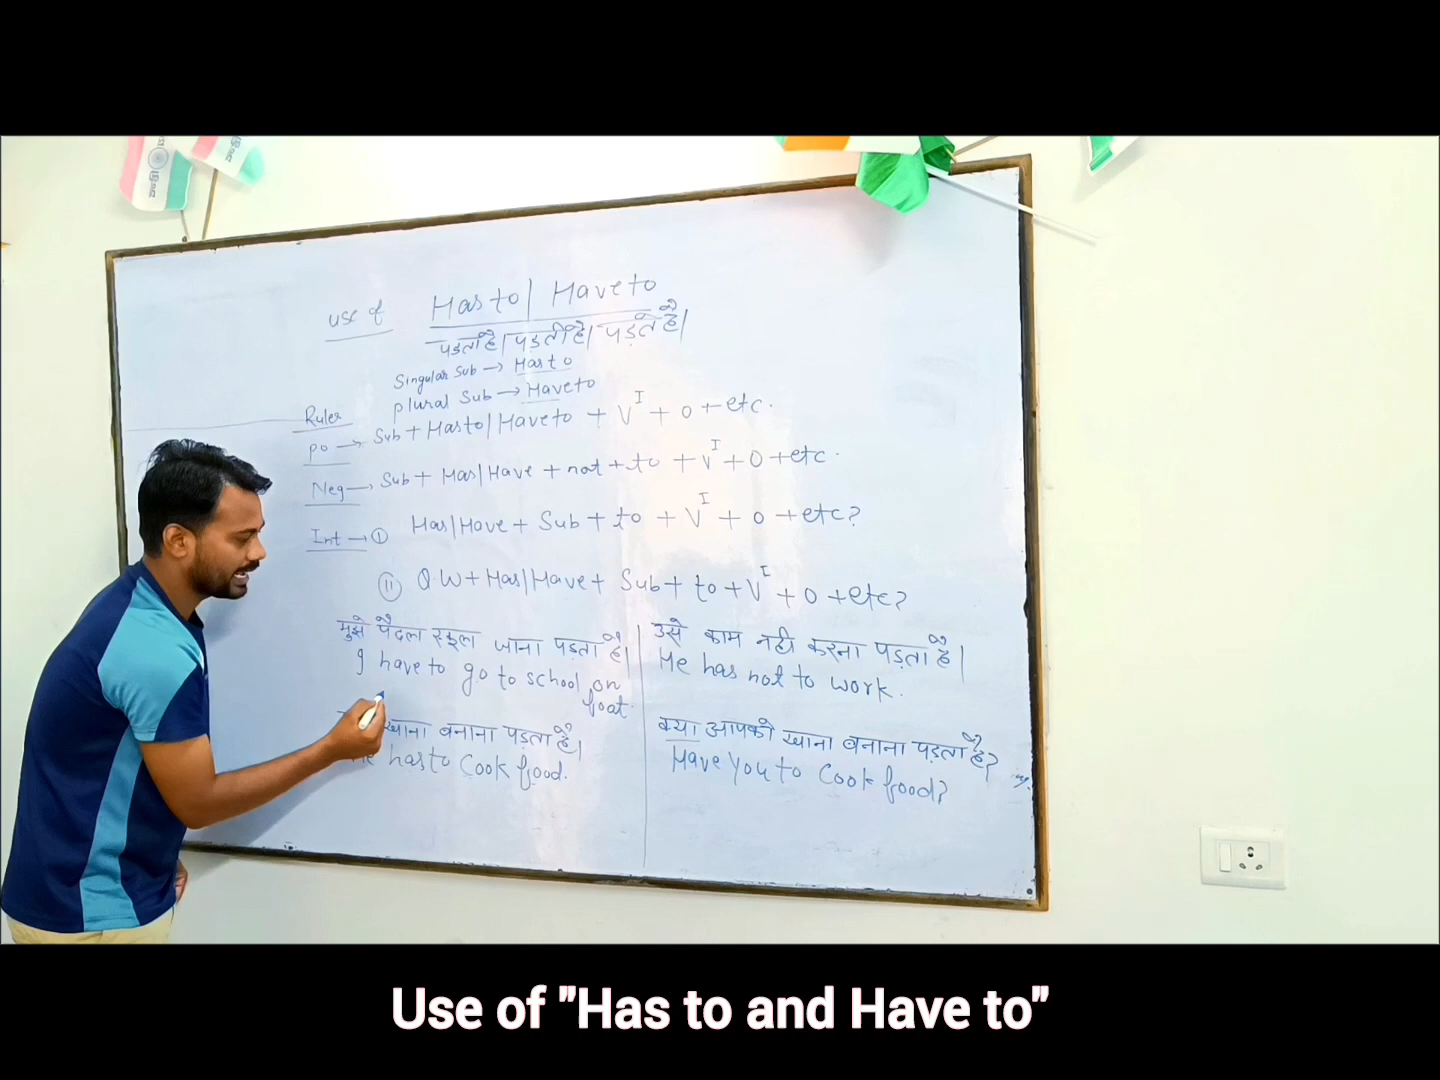 use of Has to | Have to
पड़ता है | पड़ती है | पड़ते है |
Singular Sub → Has to
plural Sub → Have to
Rules
Po → Sub + Has to | Have to + V I + O + etc.
Neg → Sub + Has | Have + not + to + V I + O + etc.
Int → ① Has | Have + Sub + to + V I + O + etc?
⑪ Q W + Has | Have + Sub + to + V I + O + etc?
मुझे पैदल स्कूल जाना पड़ता है |
I have to go to school on foot.
खाना बनाना पड़ता है |
He has to Cook food.
उसे काम नही करना पड़ता है |
He has not to work.
क्या आपको खाना बनाना पड़ता है ?
Have you to Cook food?
Use of "Has to and Have to"